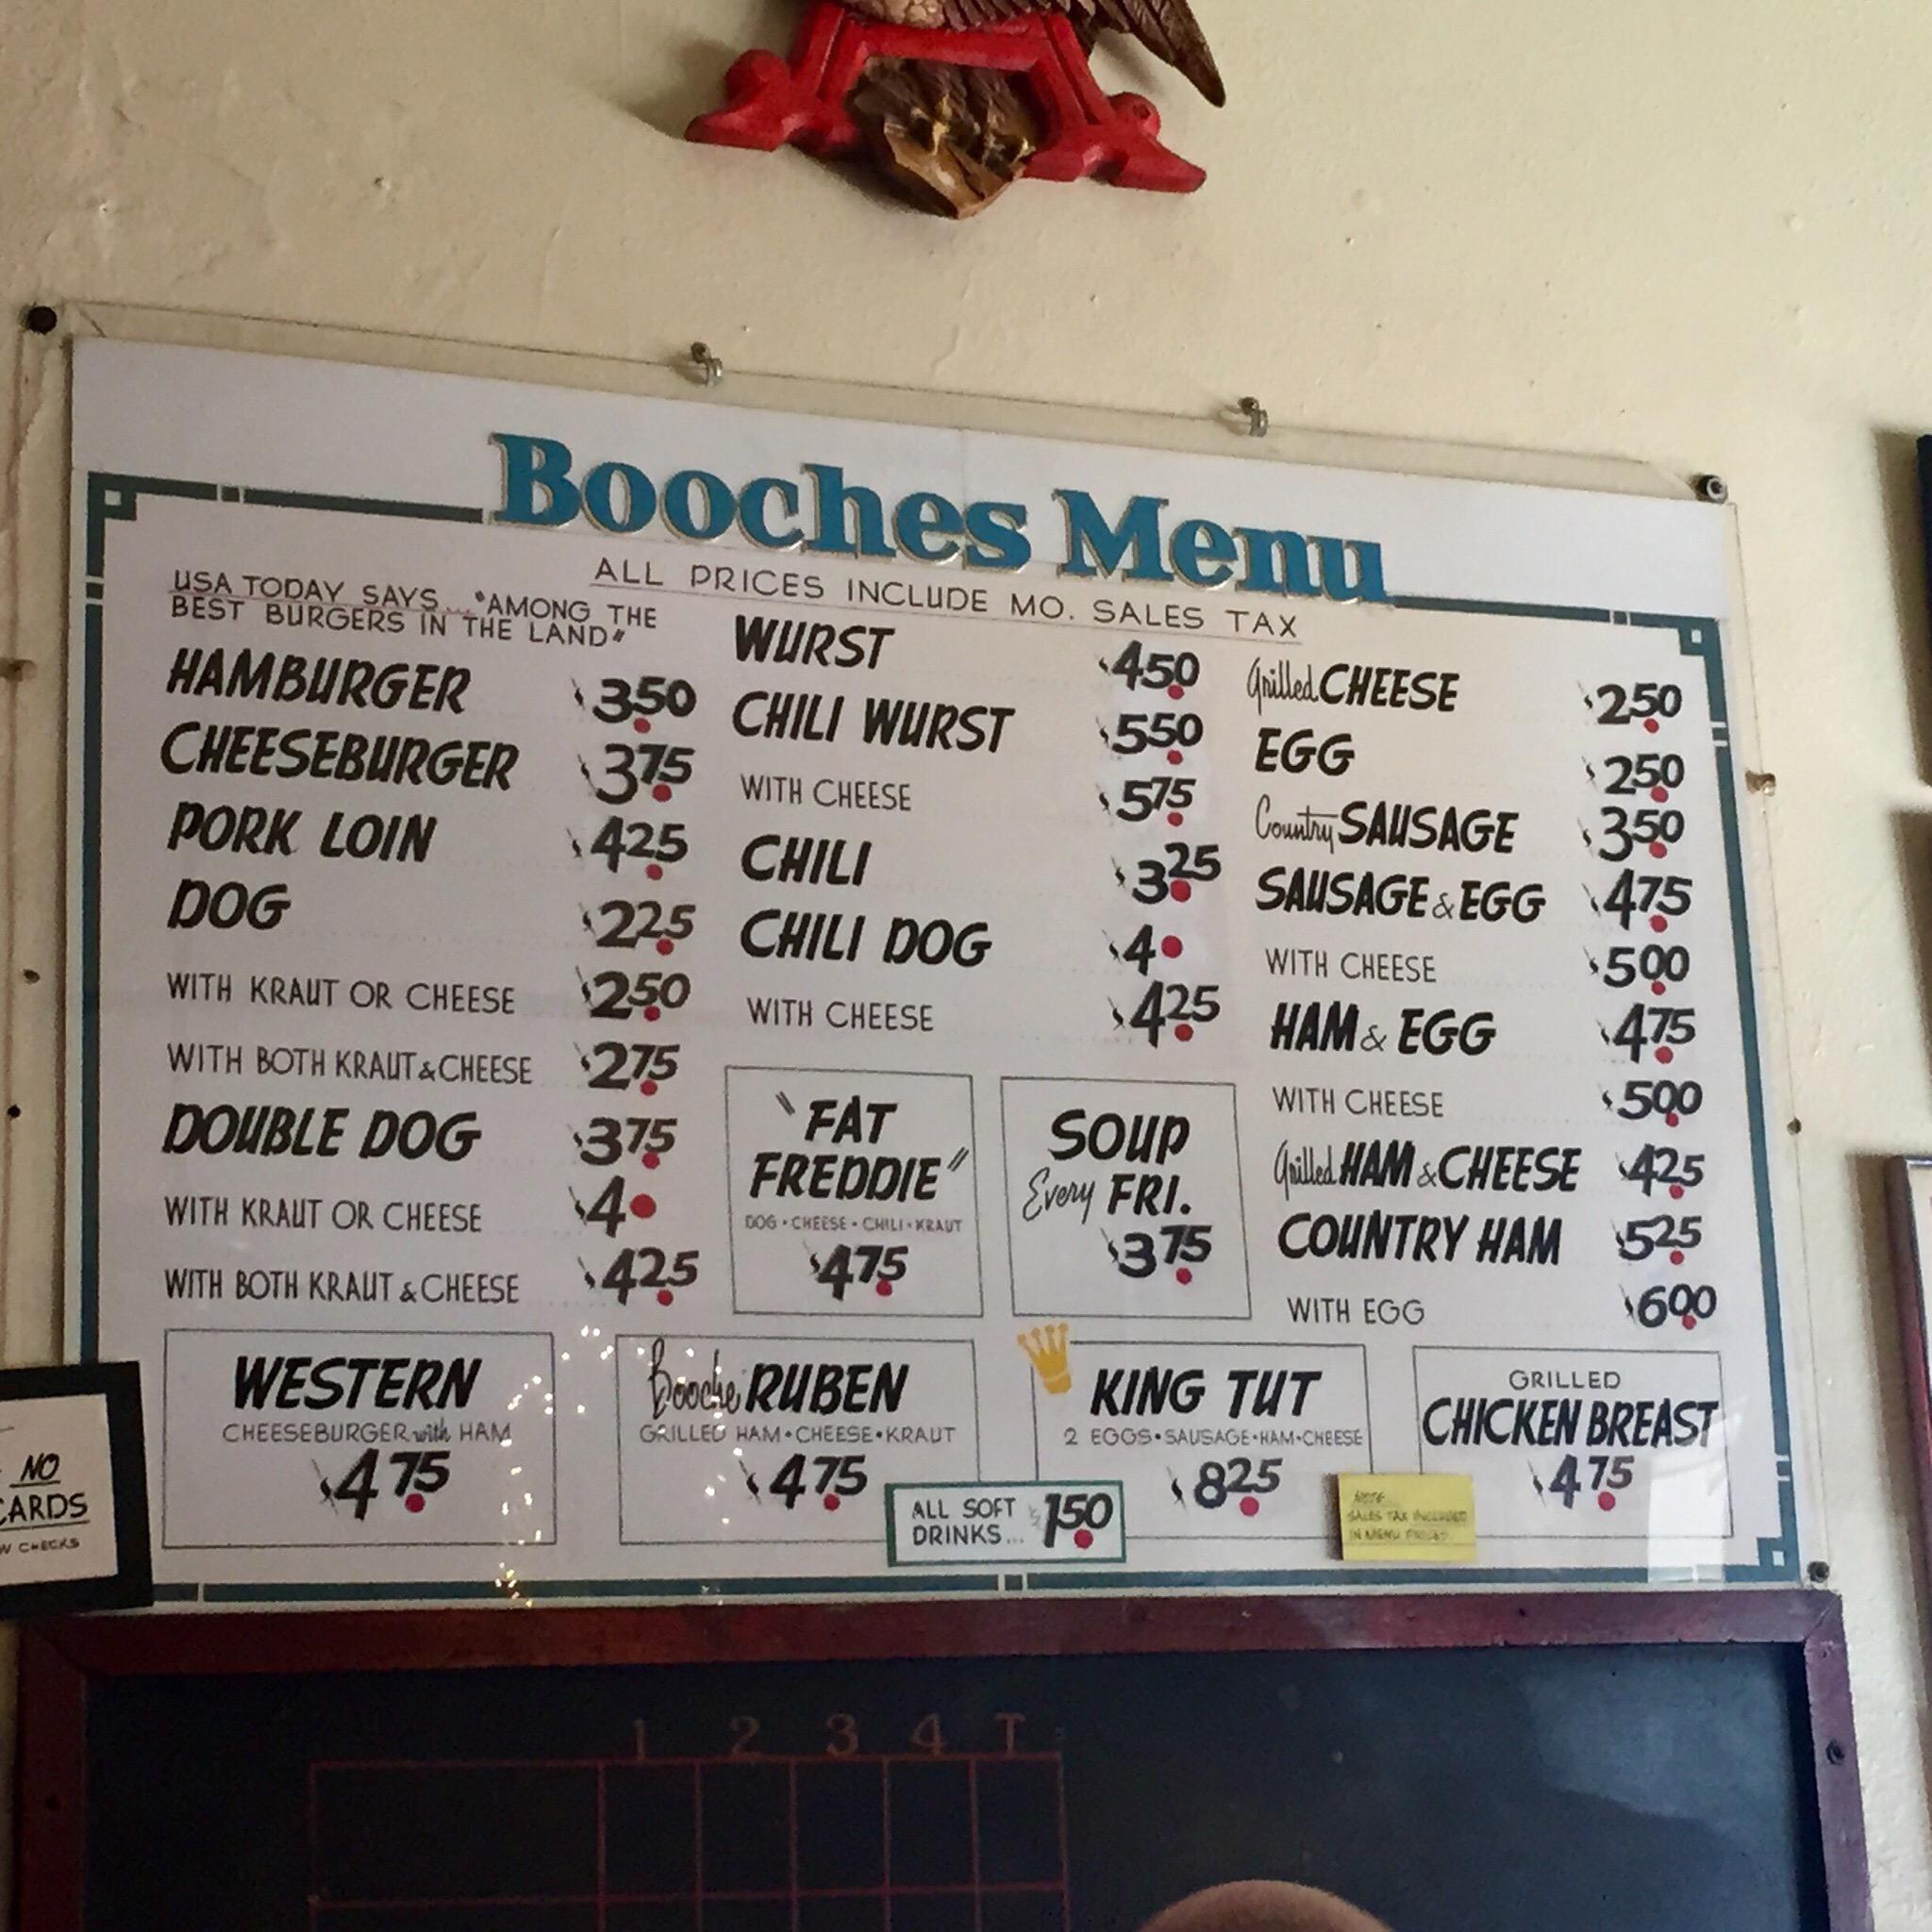 Booches Menu
ALL PRICES INCLUDE MO. SALES TAX
USA TODAY SAYS... "AMONG THE
BEST BURGERS IN THE LAND"
HAMBURGER $3.50
CHEESEBURGER $3.75
PORK LOIN $4.25
DOG $2.25
WITH KRAUT OR CHEESE $2.50
WITH BOTH KRAUT & CHEESE $2.75
DOUBLE DOG $3.75
WITH KRAUT OR CHEESE $4.
WITH BOTH KRAUT & CHEESE $4.25
WURST $4.50
CHILI WURST $5.50
WITH CHEESE $5.75
CHILI $3.25
CHILI DOG $4.
WITH CHEESE $4.25
"FAT
FREDDIE"
DOG • CHEESE • CHILI • KRAUT
$4.75
SOUP
Every FRI.
$3.75
Grilled CHEESE $2.50
EGG $2.50
Country SAUSAGE $3.50
SAUSAGE & EGG $4.75
WITH CHEESE $5.00
HAM & EGG $4.75
WITH CHEESE $5.00
Grilled HAM & CHEESE $4.25
COUNTRY HAM $5.25
WITH EGG $6.00
WESTERN
CHEESEBURGER with HAM
$4.75
Booche RUBEN
GRILLED HAM • CHEESE • KRAUT
$4.75
KING TUT
2 EGGS • SAUSAGE • HAM • CHEESE
$8.25
GRILLED
CHICKEN BREAST
$4.75
ALL SOFT
DRINKS... $1.50
NOTE
SALES TAX INCLUDED
IN MENU PRICES.
NO
CARDS
CHECKS
1 2 3 4 T